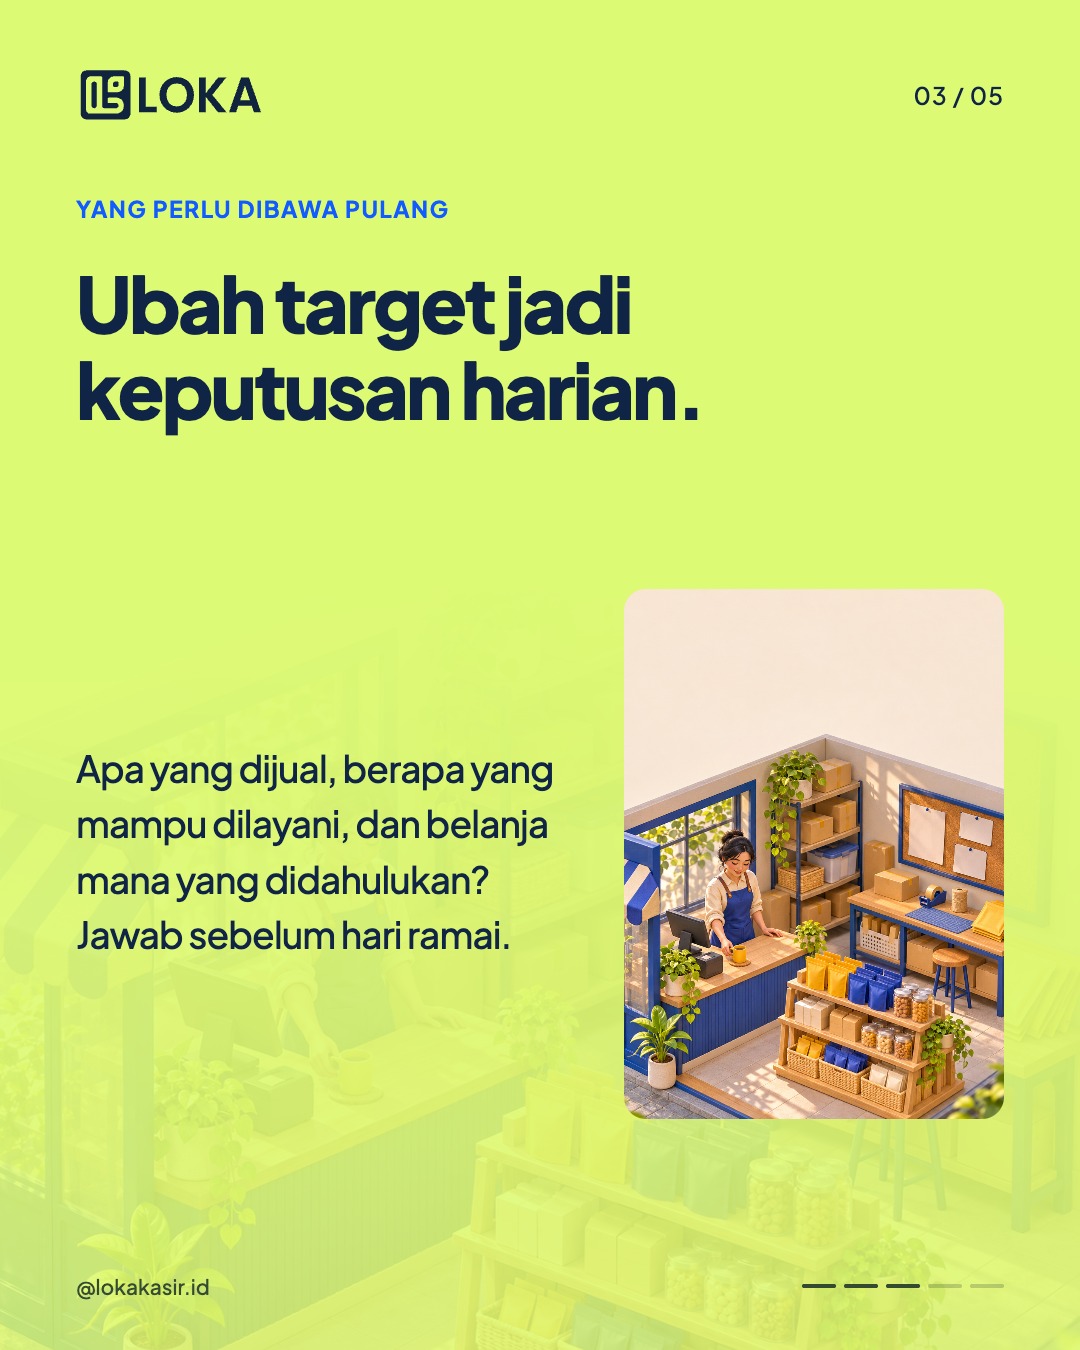 LOKA
03 / 05
YANG PERLU DIBAWA PULANG
Ubah target jadi
keputusan harian.
Apa yang dijual, berapa yang
mampu dilayani, dan belanja
mana yang didahulukan?
Jawab sebelum hari ramai.
@lokakasir.id